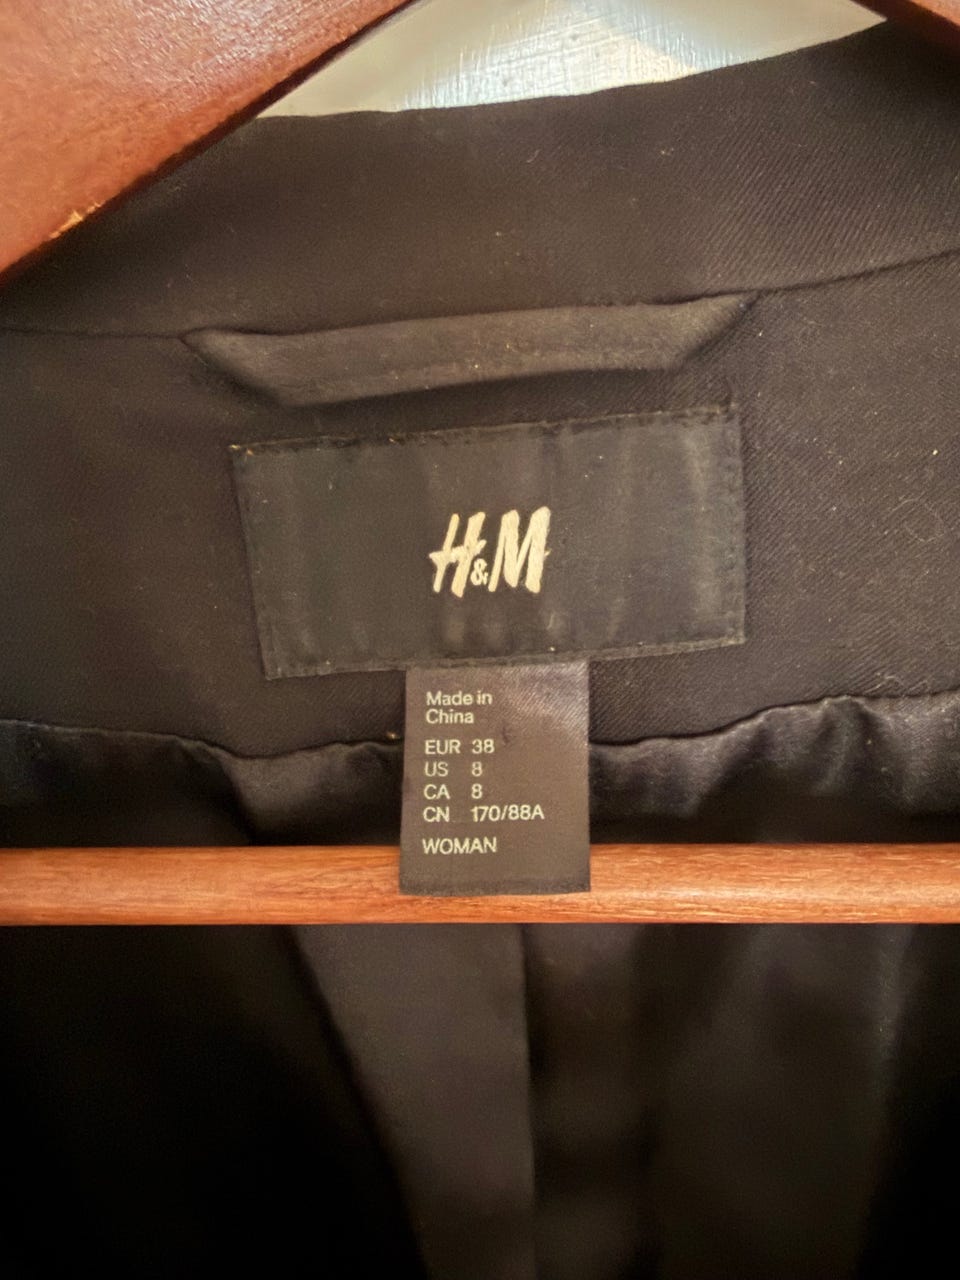 H&M
Made in
China
EUR 38
US 8
CA 8
CN 170/88A
WOMAN